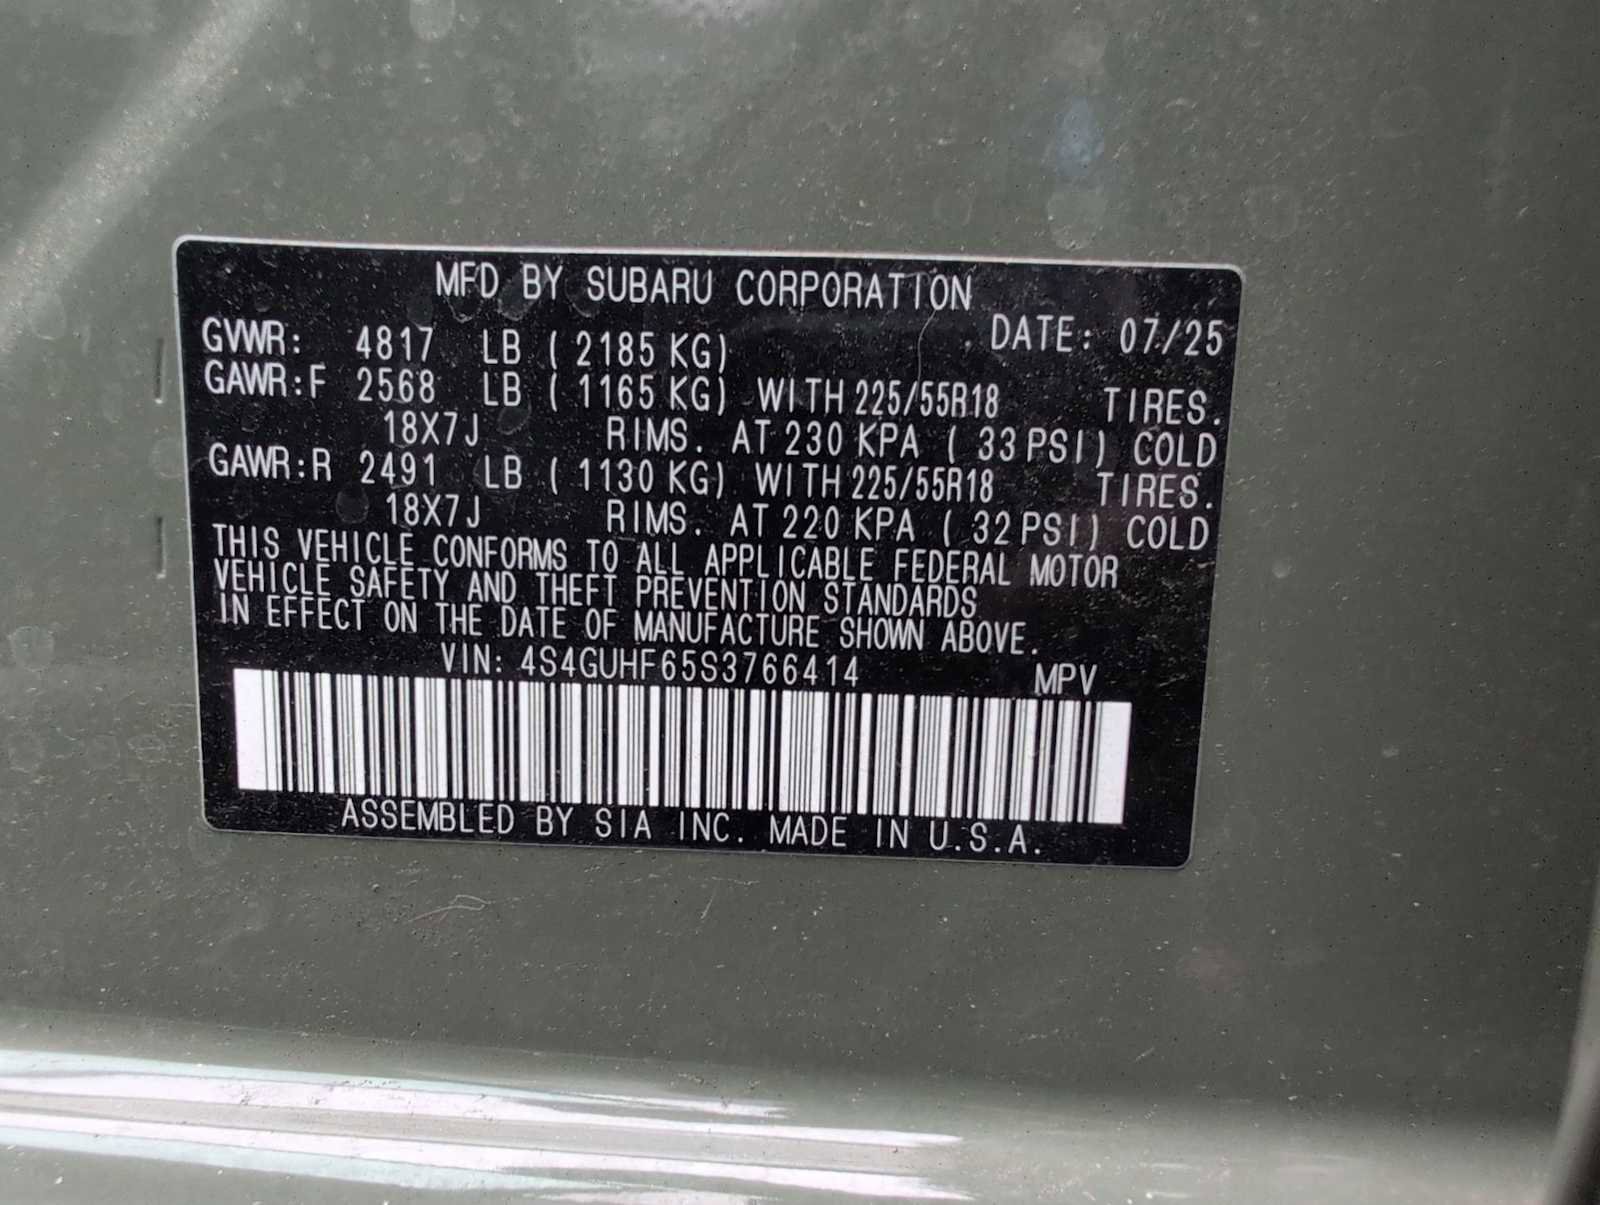 MFD BY SUBARU CORPORATION
DATE: 07/25
GVWR: 4817 LB ( 2185 KG)
GAWR:F 2568 LB ( 1165 KG) WITH 225/55R18 TIRES.
18X7J RIMS. AT 230 KPA ( 33 PSI) COLD
GAWR:R 2491 LB ( 1130 KG) WITH 225/55R18 TIRES.
18X7J RIMS. AT 220 KPA ( 32 PSI) COLD
THIS VEHICLE CONFORMS TO ALL APPLICABLE FEDERAL MOTOR
VEHICLE SAFETY AND THEFT PREVENTION STANDARDS
IN EFFECT ON THE DATE OF MANUFACTURE SHOWN ABOVE.
VIN: 4S4GUHF65S3766414 MPV
ASSEMBLED BY SIA INC. MADE IN U.S.A.